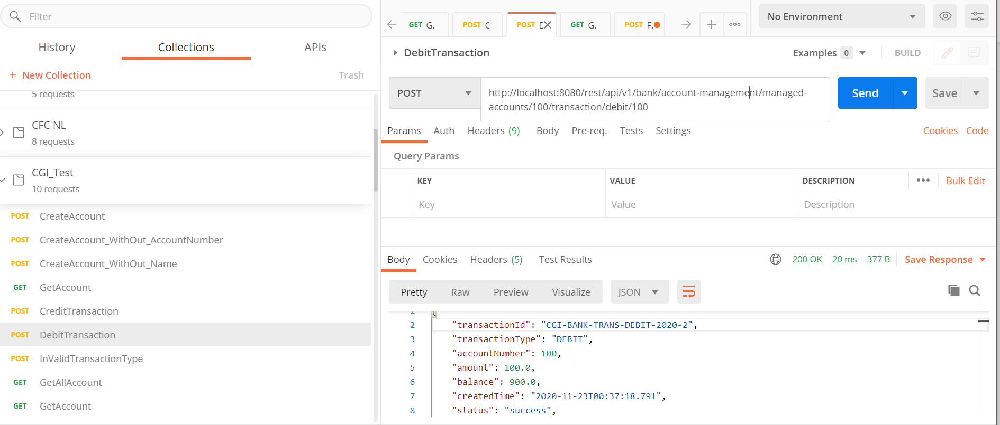 Filter
History Collections APIs
+ New Collection Trash
5 requests
CFC NL
8 requests
CGI_Test
10 requests
POST CreateAccount
POST CreateAccount_WithOut_AccountNumber
POST CreateAccount_WithOut_Name
GET GetAccount
POST CreditTransaction
POST DebitTransaction
POST InValidTransactionType
GET GetAllAccount
GET GetAccount
GET G. POST C POST D GET G. POST F.
No Environment
DebitTransaction
Examples 0 BUILD
POST
http://localhost:8080/rest/api/v1/bank/account-management/managed-
accounts/100/transaction/debit/100
Send Save
Params Auth Headers (9) Body Pre-req. Tests Settings Cookies Code
Query Params
KEY VALUE DESCRIPTION ••• Bulk Edit
Key Value Description
Body Cookies Headers (5) Test Results 200 OK 20 ms 377 B Save Response
Pretty Raw Preview Visualize JSON
1 {
2 "transactionId": "CGI-BANK-TRANS-DEBIT-2020-2",
3 "transactionType": "DEBIT",
4 "accountNumber": 100,
5 "amount": 100.0,
6 "balance": 900.0,
7 "createdTime": "2020-11-23T00:37:18.791",
8 "status": "success",